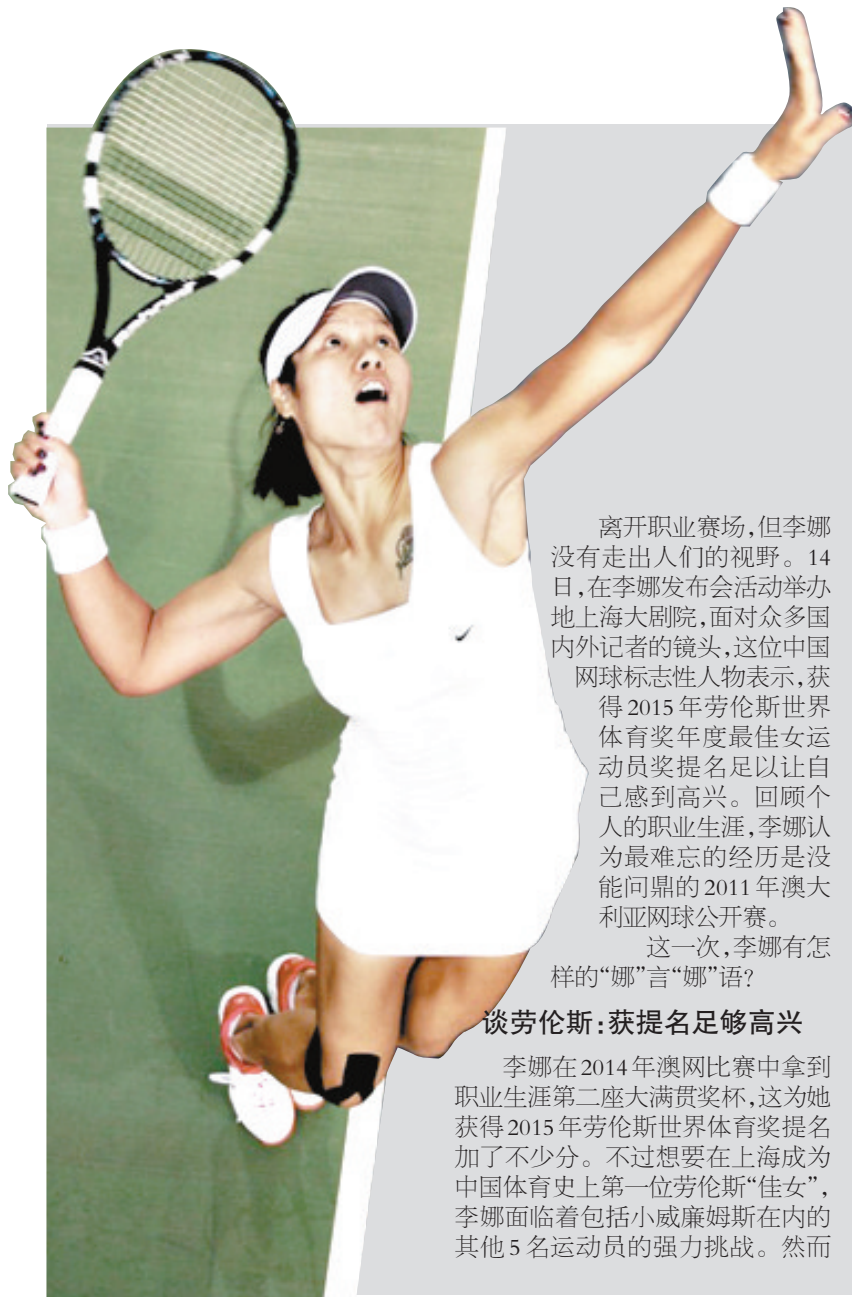 离开职业赛场,但李娜
没有走出人们的视野。14
日,在李娜发布会活动举办
地上海大剧院,面对众多国
内外记者的镜头,这位中国
网球标志性人物表示,获
得2015年劳伦斯世界
体育奖年度最佳女运
动员奖提名足以让自
己感到高兴。回顾个
人的职业生涯,李娜认
为最难忘的经历是没
能问鼎的2011年澳大
利亚网球公开赛。
这一次,李娜有怎
样的“娜”言“娜”语?
谈劳伦斯:获提名足够高兴
李娜在2014年澳网比赛中拿到
职业生涯第二座大满贯奖杯,这为她
获得2015年劳伦斯世界体育奖提名
加了不少分。不过想要在上海成为
中国体育史上第一位劳伦斯“佳女”,
李娜面临着包括小威廉姆斯在内的
其他5名运动员的强力挑战。然而